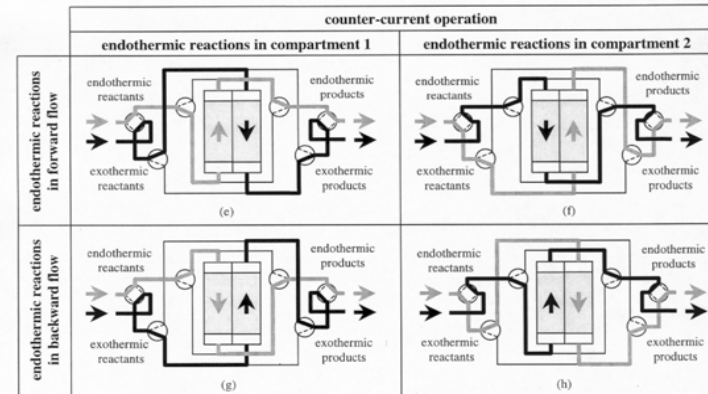 counter-current operation
endothermic reactions in compartment 1
endothermic reactions in compartment 2
endothermic reactions
in forward flow
endothermic
reactants
endothermic
products
exothermic
reactants
exothermic
products
(e)
endothermic
reactants
endothermic
products
exothermic
reactants
exothermic
products
(f)
endothermic reactions
in backward flow
endothermic
reactants
endothermic
products
exothermic
reactants
exothermic
products
(g)
endothermic
reactants
endothermic
products
exothermic
reactants
exothermic
products
(h)